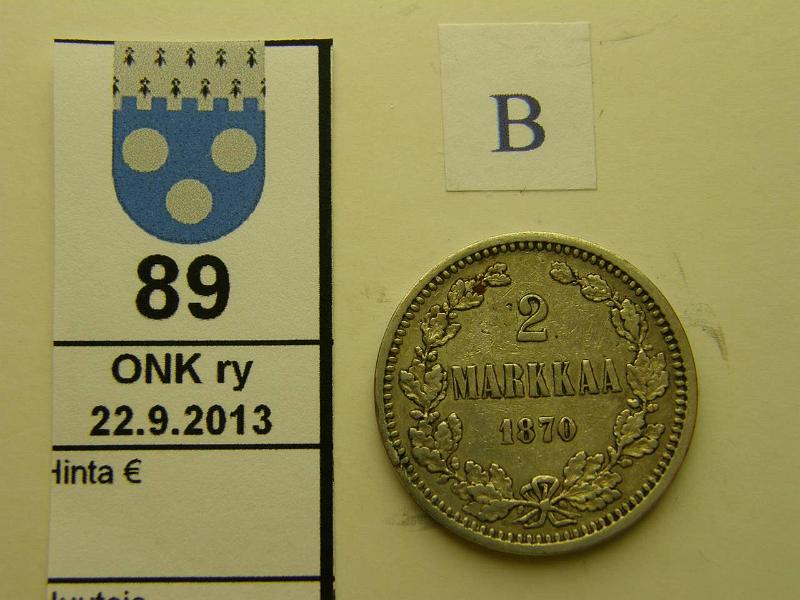 89
ONK ry
22.9.2013
Hinta €
B
2
MARKKAA
1870